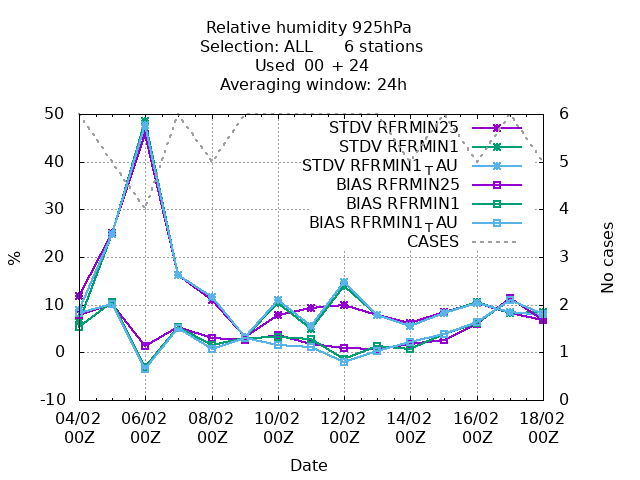 Relative humidity 925hPa
Selection: ALL 6 stations
Used 00 + 24
Averaging window: 24h
50 6
STDV RFRMIN25
STDV RFRMIN1
40 5
STDV RFRMIN1TAU
BIAS RFRMIN25
BIAS RFRMIN1
30 4
BIAS RFRMIN1TAU
CASES
20 3
%
No cases
10 2
0 1
-10 0
04/02 06/02 08/02 10/02 12/02 14/02 16/02 18/02
00Z 00Z 00Z 00Z 00Z 00Z 00Z 00Z
Date